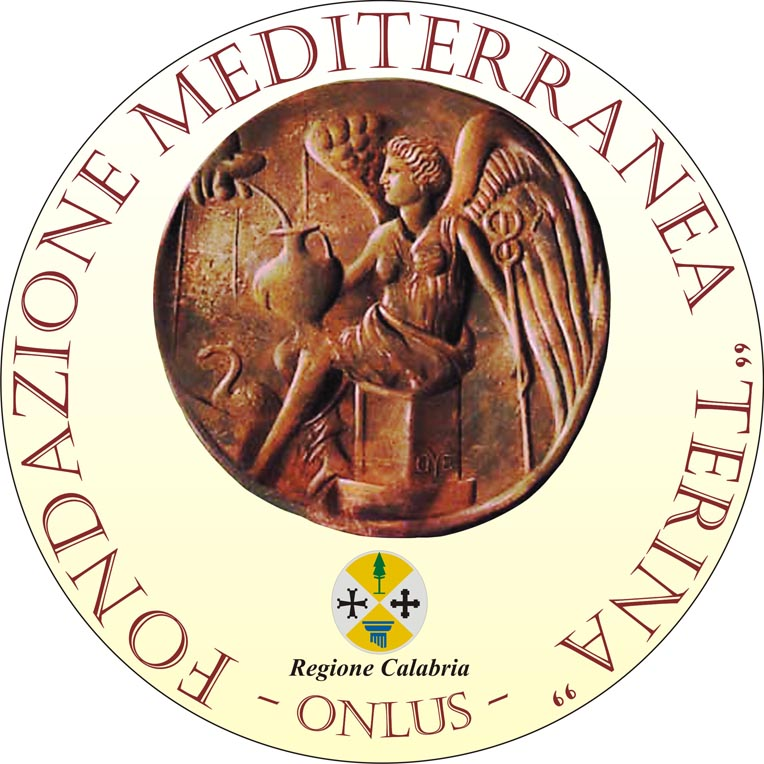 FONDAZIONE MEDITERRANEA “TERINA“
Regione Calabria
- ONLUS -